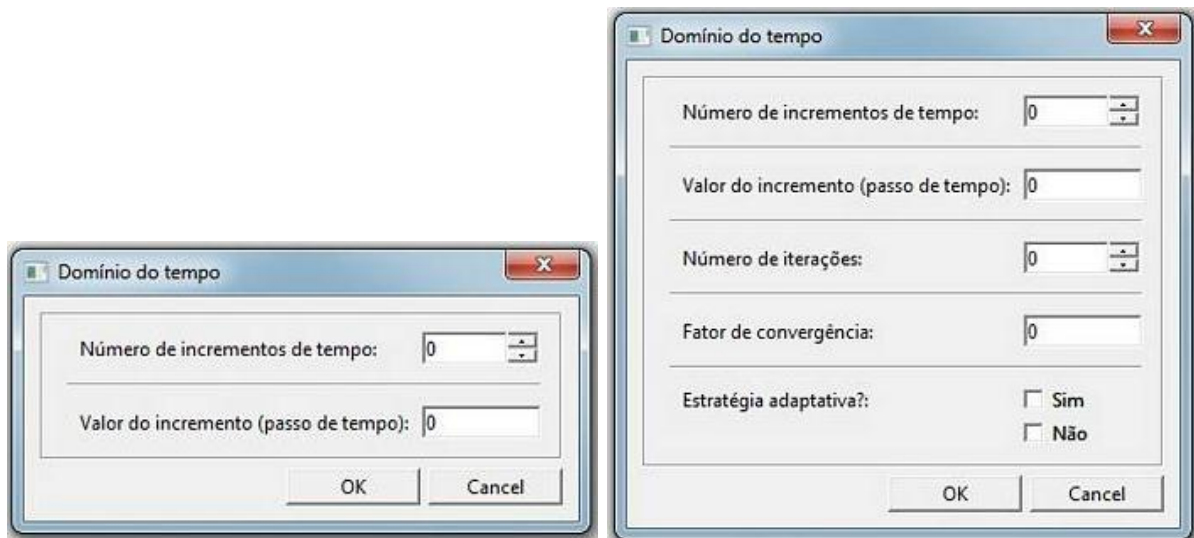 Domínio do tempo
Número de incrementos de tempo: 0
Valor do incremento (passo de tempo): 0
OK Cancel
Domínio do tempo
Número de incrementos de tempo: 0
Valor do incremento (passo de tempo): 0
Número de iterações: 0
Fator de convergência: 0
Estratégia adaptativa?: Sim
Não
OK Cancel